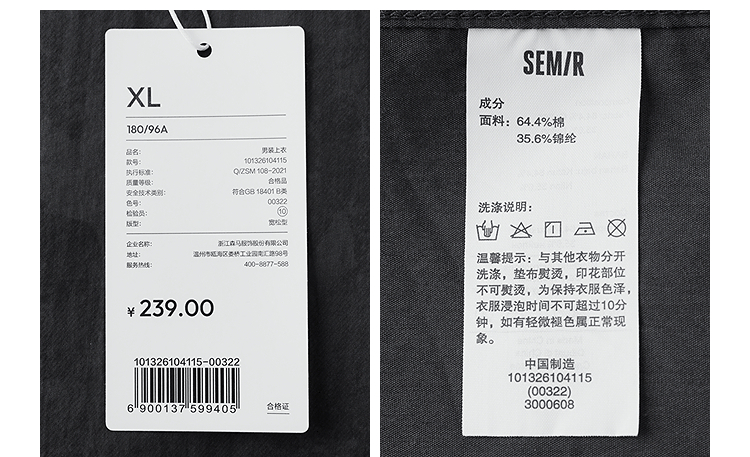 XL
180/96A
品名: 男装上衣
款号: 101326104115
执行标准: Q/ZSM 108-2021
质量等级: 合格品
安全技术类别: 符合GB 18401 B类
色号: 00322
检验员: 10
版型: 宽松型
企业名称: 浙江森马服饰股份有限公司
地址: 温州市瓯海区娄桥工业园南汇路98号
服务热线: 400-8877-588
¥ 239.00
101326104115-00322
6 900137 599405
合格证
SEM/R
成分
面料: 64.4%棉
35.6%锦纶
洗涤说明:
温馨提示: 与其他衣物分开
洗涤，垫布熨烫，印花部位
不可熨烫，为保持衣服色泽，
衣服浸泡时间不可超过10分
钟，如有轻微褪色属正常现
象。
中国制造
101326104115
(00322)
3000608